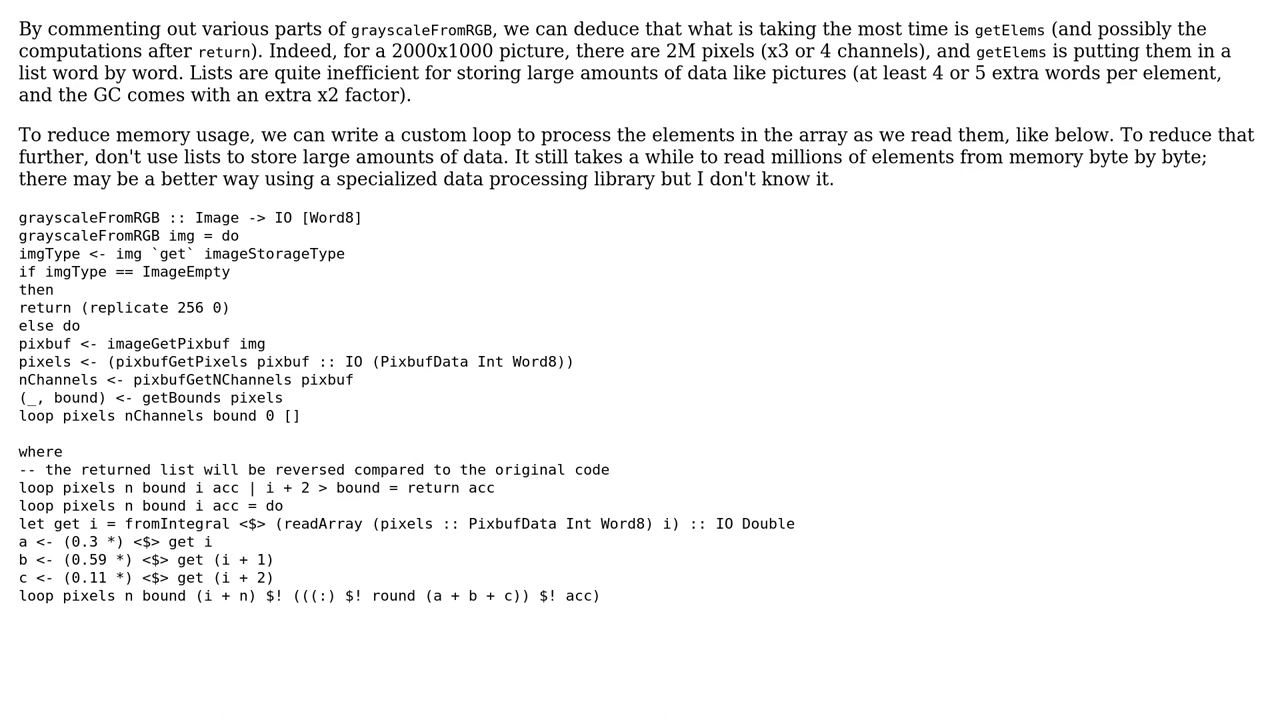 By commenting out various parts of grayscaleFromRGB, we can deduce that what is taking the most time is getElems (and possibly the
computations after return). Indeed, for a 2000x1000 picture, there are 2M pixels (x3 or 4 channels), and getElems is putting them in a
list word by word. Lists are quite inefficient for storing large amounts of data like pictures (at least 4 or 5 extra words per element,
and the GC comes with an extra x2 factor).
To reduce memory usage, we can write a custom loop to process the elements in the array as we read them, like below. To reduce that
further, don't use lists to store large amounts of data. It still takes a while to read millions of elements from memory byte by byte;
there may be a better way using a specialized data processing library but I don't know it.
grayscaleFromRGB :: Image -> IO [Word8]
grayscaleFromRGB img = do
imgType <- img `get` imageStorageType
if imgType == ImageEmpty
then
return (replicate 256 0)
else do
pixbuf <- imageGetPixbuf img
pixels <- (pixbufGetPixels pixbuf :: IO (PixbufData Int Word8))
nChannels <- pixbufGetNChannels pixbuf
(_, bound) <- getBounds pixels
loop pixels nChannels bound 0 []
where
-- the returned list will be reversed compared to the original code
loop pixels n bound i acc | i + 2 > bound = return acc
loop pixels n bound i acc = do
let get i = fromIntegral <$> (readArray (pixels :: PixbufData Int Word8) i) :: IO Double
a <- (0.3 *) <$> get i
b <- (0.59 *) <$> get (i + 1)
c <- (0.11 *) <$> get (i + 2)
loop pixels n bound (i + n) $! (((:) $! round (a + b + c)) $! acc)